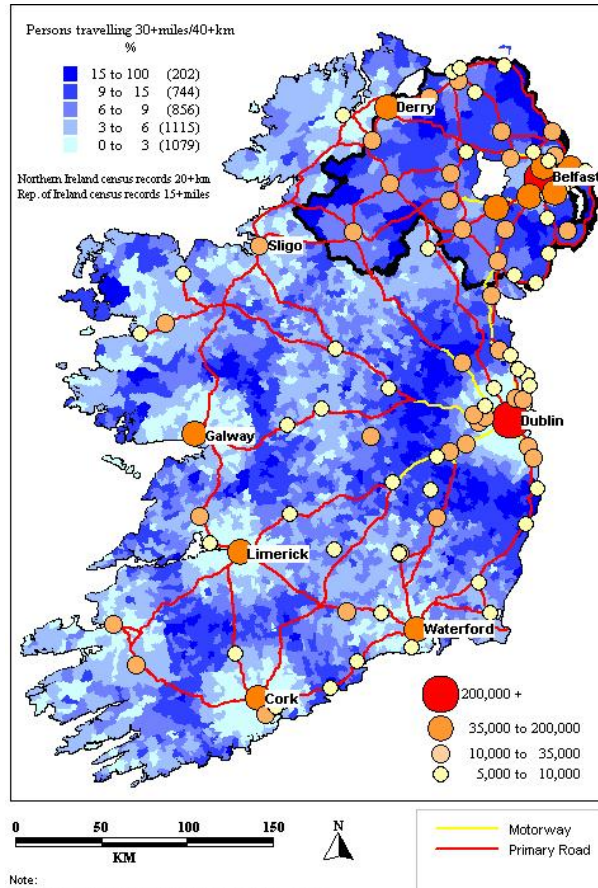 Persons travelling 30+miles/40+km
%
15 to 100 (202)
9 to 15 (744)
6 to 9 (856)
3 to 6 (1115)
0 to 3 (1079)
Northern Ireland census records 20+km
Rep. of Ireland census records 15+miles
Derry
Belfast
Sligo
Dublin
Galway
Limerick
Waterford
Cork
200,000 +
35,000 to 200,000
10,000 to 35,000
5,000 to 10,000
0 50 100 150
KM
N
Motorway
Primary Road
Note: